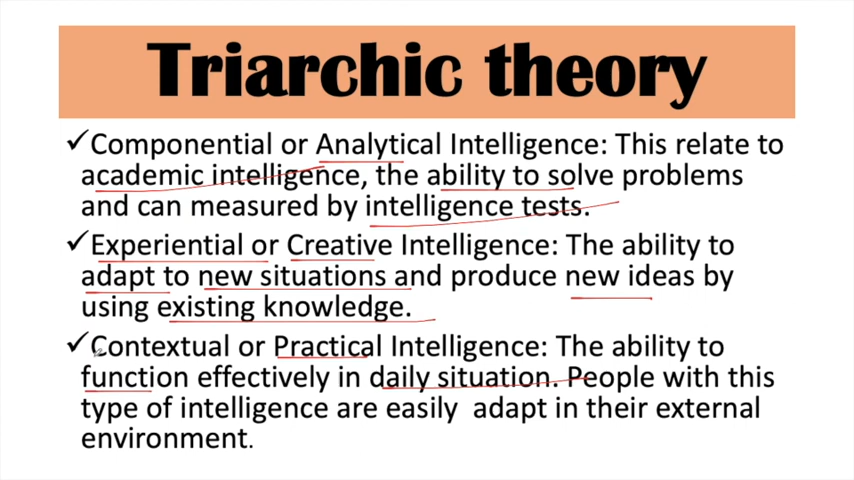 Triarchic theory
✓Componential or Analytical Intelligence: This relate to
academic intelligence, the ability to solve problems
and can measured by intelligence tests.
✓Experiential or Creative Intelligence: The ability to
adapt to new situations and produce new ideas by
using existing knowledge.
✓Contextual or Practical Intelligence: The ability to
function effectively in daily situation. People with this
type of intelligence are easily  adapt in their external
environment.